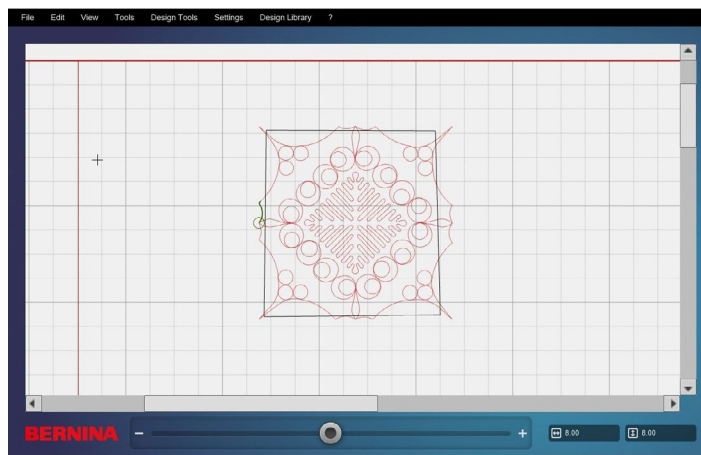 File Edit View Tools Design Tools Settings Design Library ?
BERNINA − + 8.00 8.00